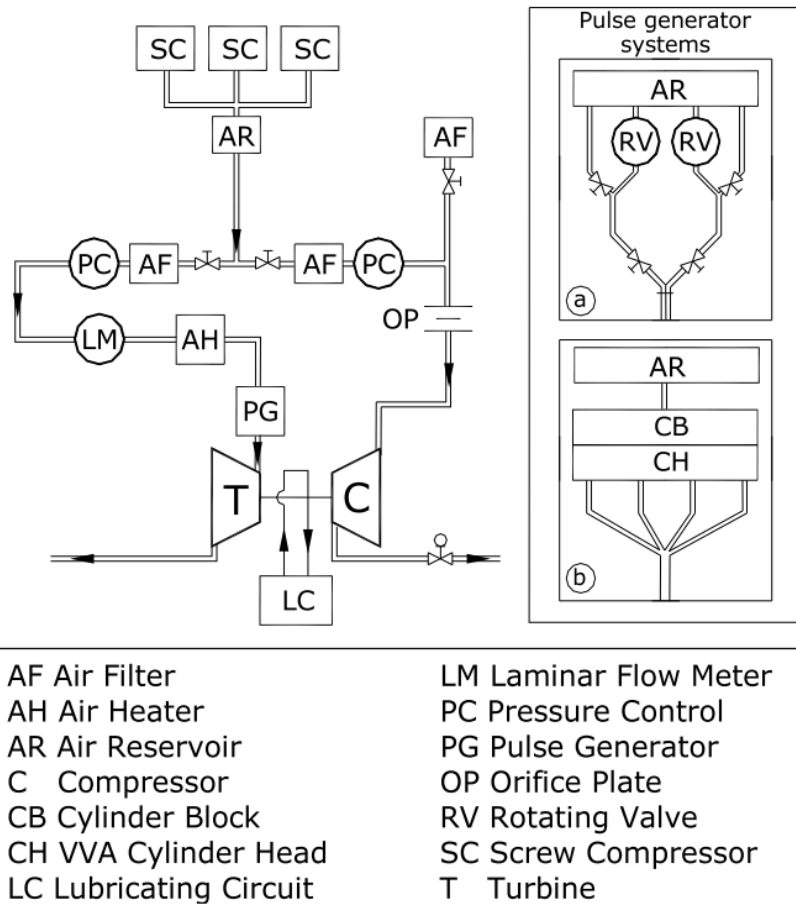 Pulse generator
systems
SC SC SC
AR
AF
PC AF AF PC
OP
LM AH
PG
T C
LC
AR
RV RV
a
AR
CB
CH
b
AF Air Filter
AH Air Heater
AR Air Reservoir
C Compressor
CB Cylinder Block
CH VVA Cylinder Head
LC Lubricating Circuit
LM Laminar Flow Meter
PC Pressure Control
PG Pulse Generator
OP Orifice Plate
RV Rotating Valve
SC Screw Compressor
T Turbine